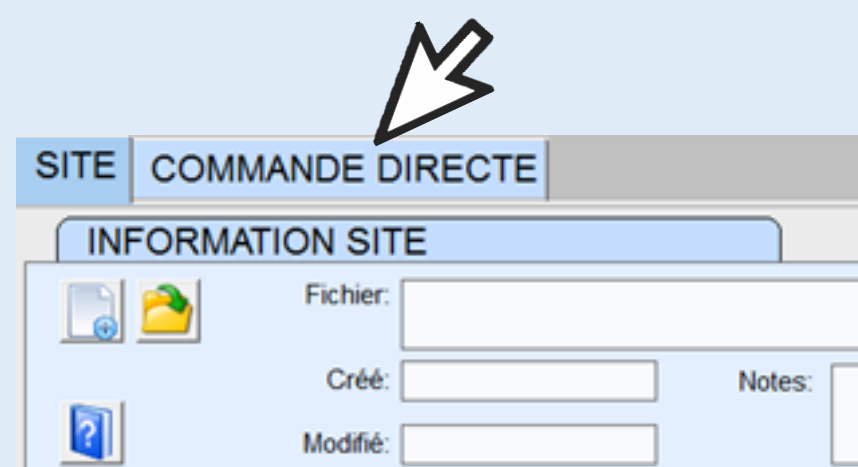 SITE COMMANDE DIRECTE
INFORMATION SITE
Fichier:
Créé:
Notes:
?
Modifié: